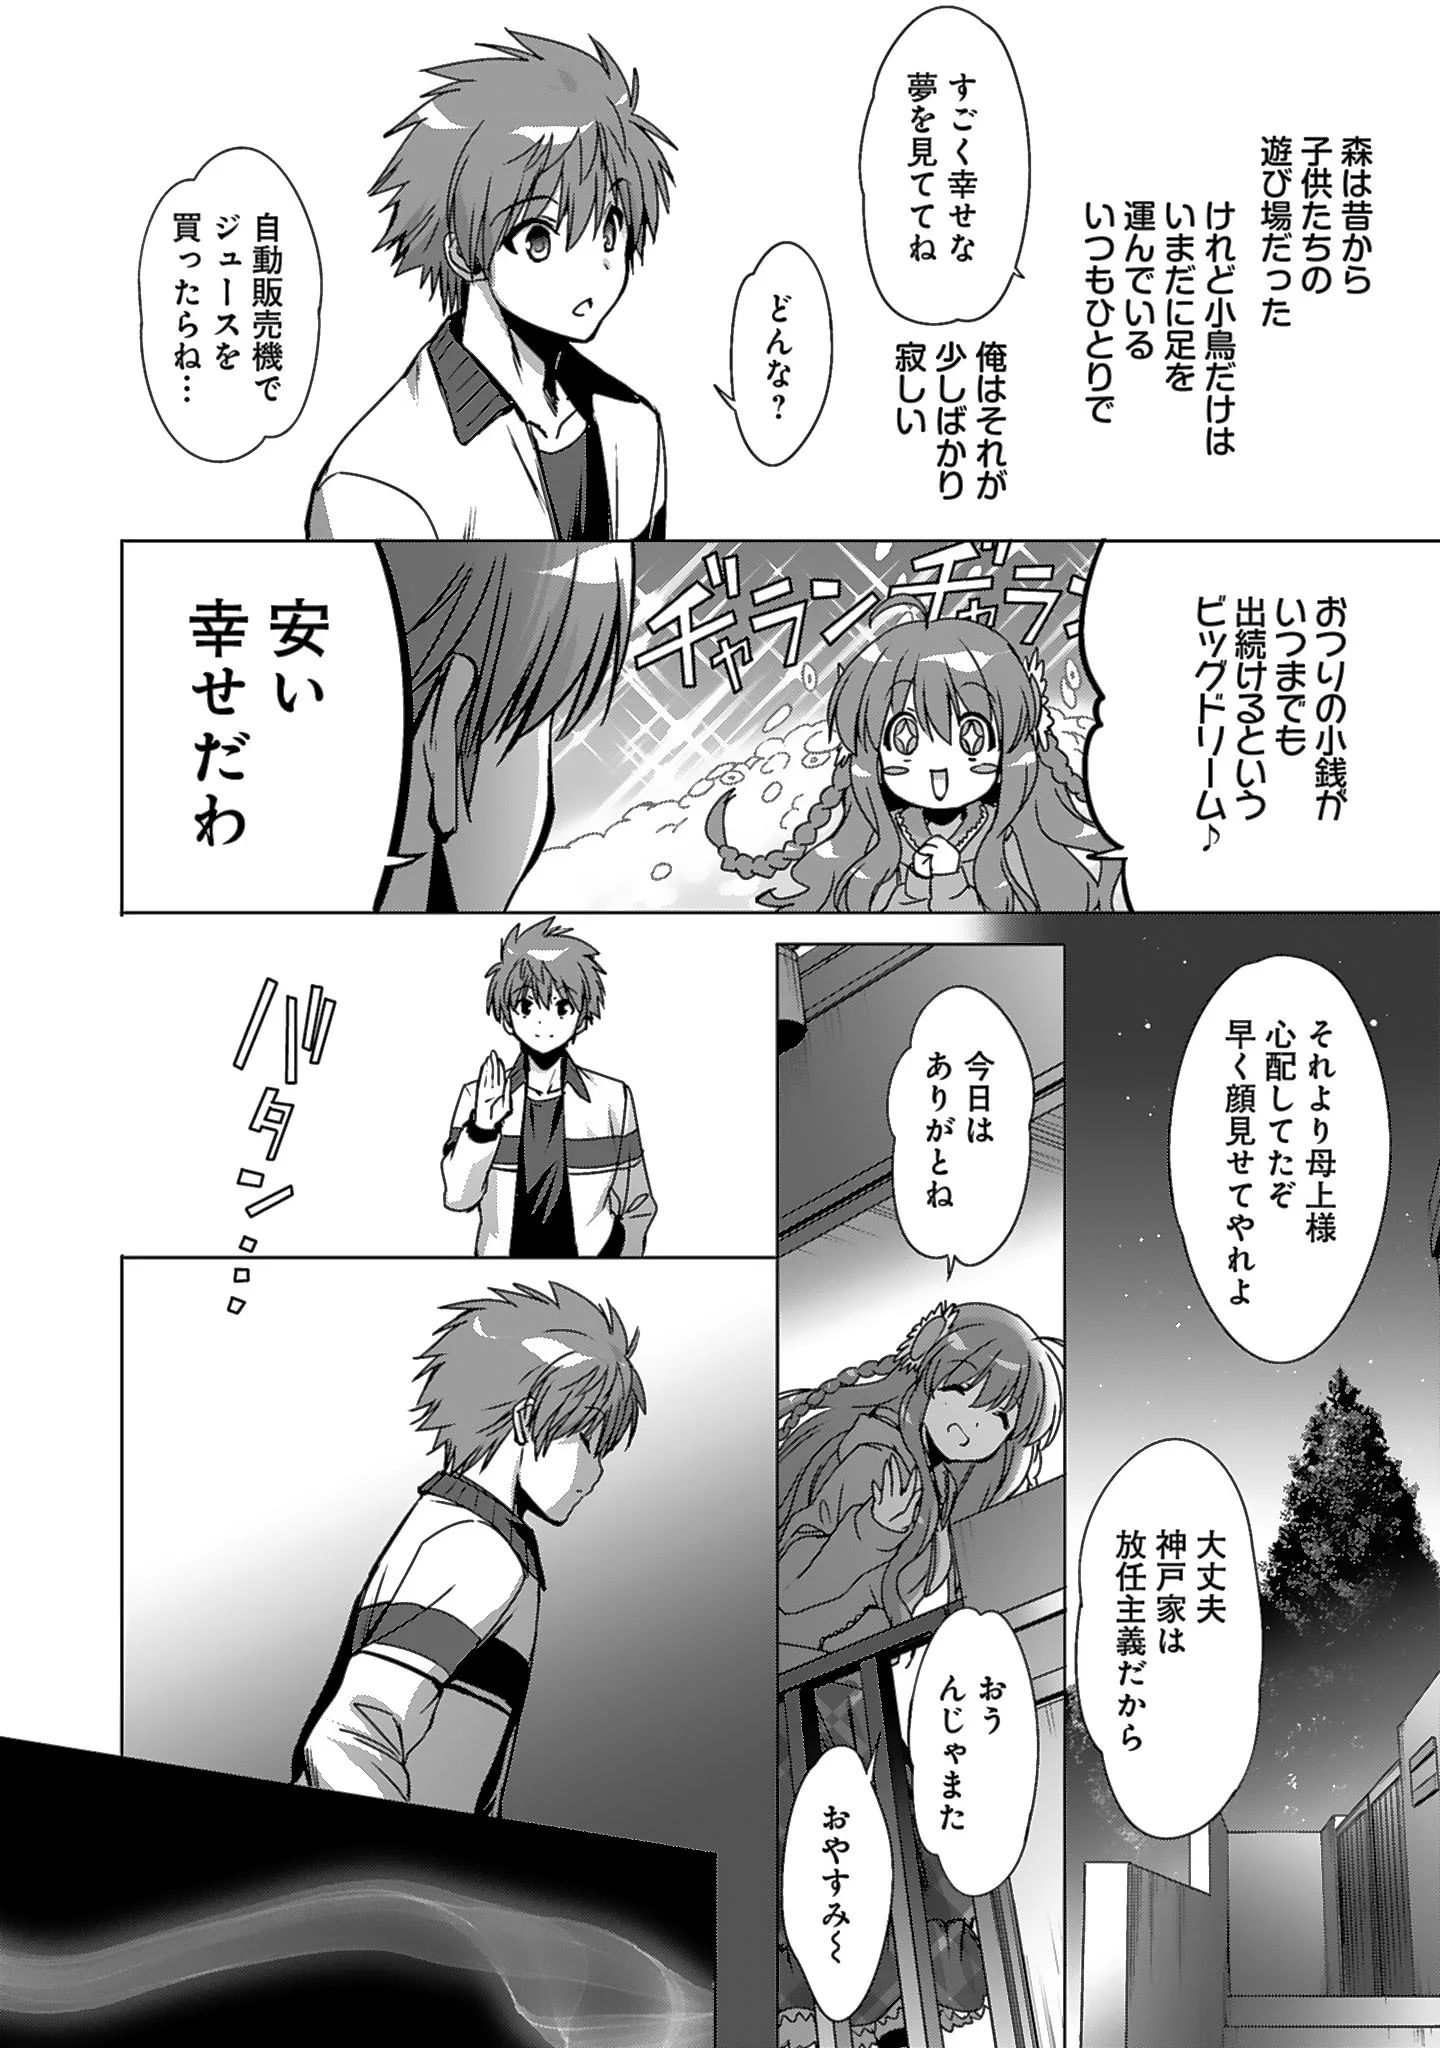 森は昔から
子供たちの
遊び場だった
けれど小鳥だけは
いまだに足を
運んでいる
いつもひとりで
俺はそれが
少しばかり
寂しい
すごく幸せな
夢を見ててね
どんな?
自動販売機で
ジュースを
買ったらね…
おつりの小銭が
いつまでも
出続けるという
ビッグドリーム♪
ギャランギャラン
安い
幸せだわ
それより母上様
心配してたぞ
早く顔見せてやれよ
大丈夫
神戸家は
放任主義だから
今日は
ありがとね
おう
んじゃまた
おやすみ〜
バタン…